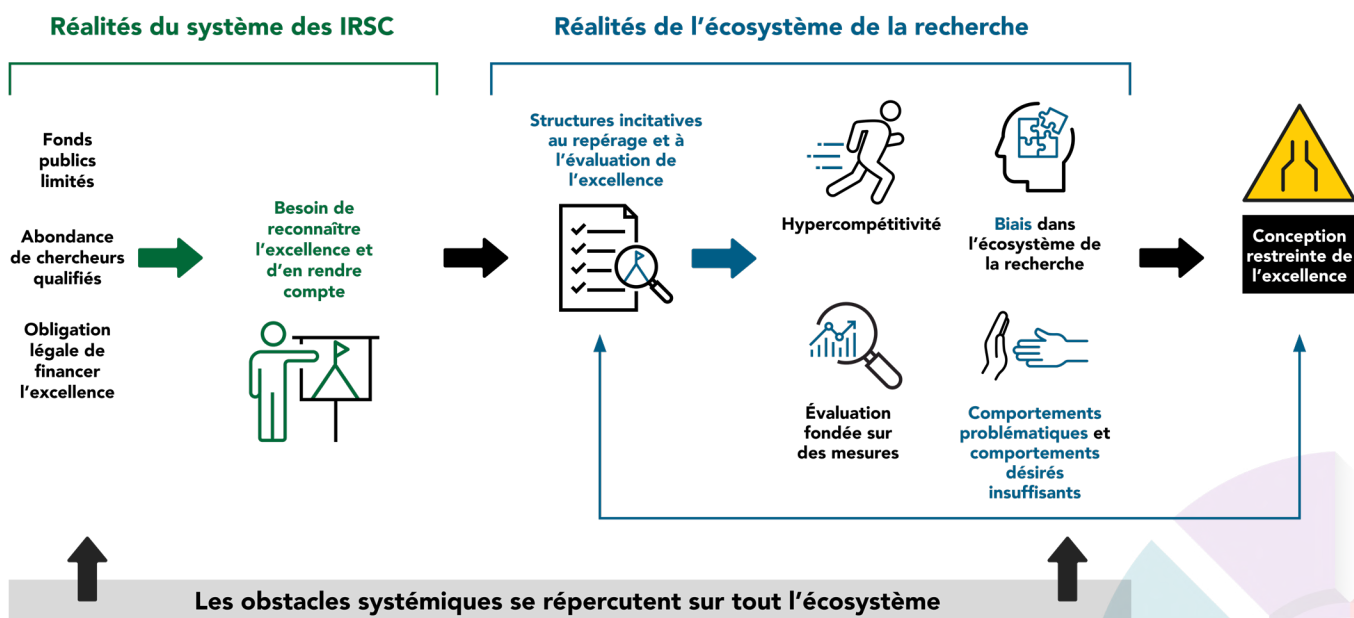 Réalités du système des IRSC
Réalités de l'écosystème de la recherche
Fonds
publics
limités
Abondance
de chercheurs
qualifiés
Obligation
légale de
financer
l'excellence
Besoin de
reconnaître
l'excellence et
d'en rendre
compte
Structures incitatives
au repérage et à
l'évaluation de
l'excellence
Hypercompétitivité
Biais dans
l'écosystème de
la recherche
Évaluation
fondée sur
des mesures
Comportements
problématiques et
comportements
désirés
insuffisants
Conception
restreinte de
l'excellence
Les obstacles systémiques se répercutent sur tout l'écosystème